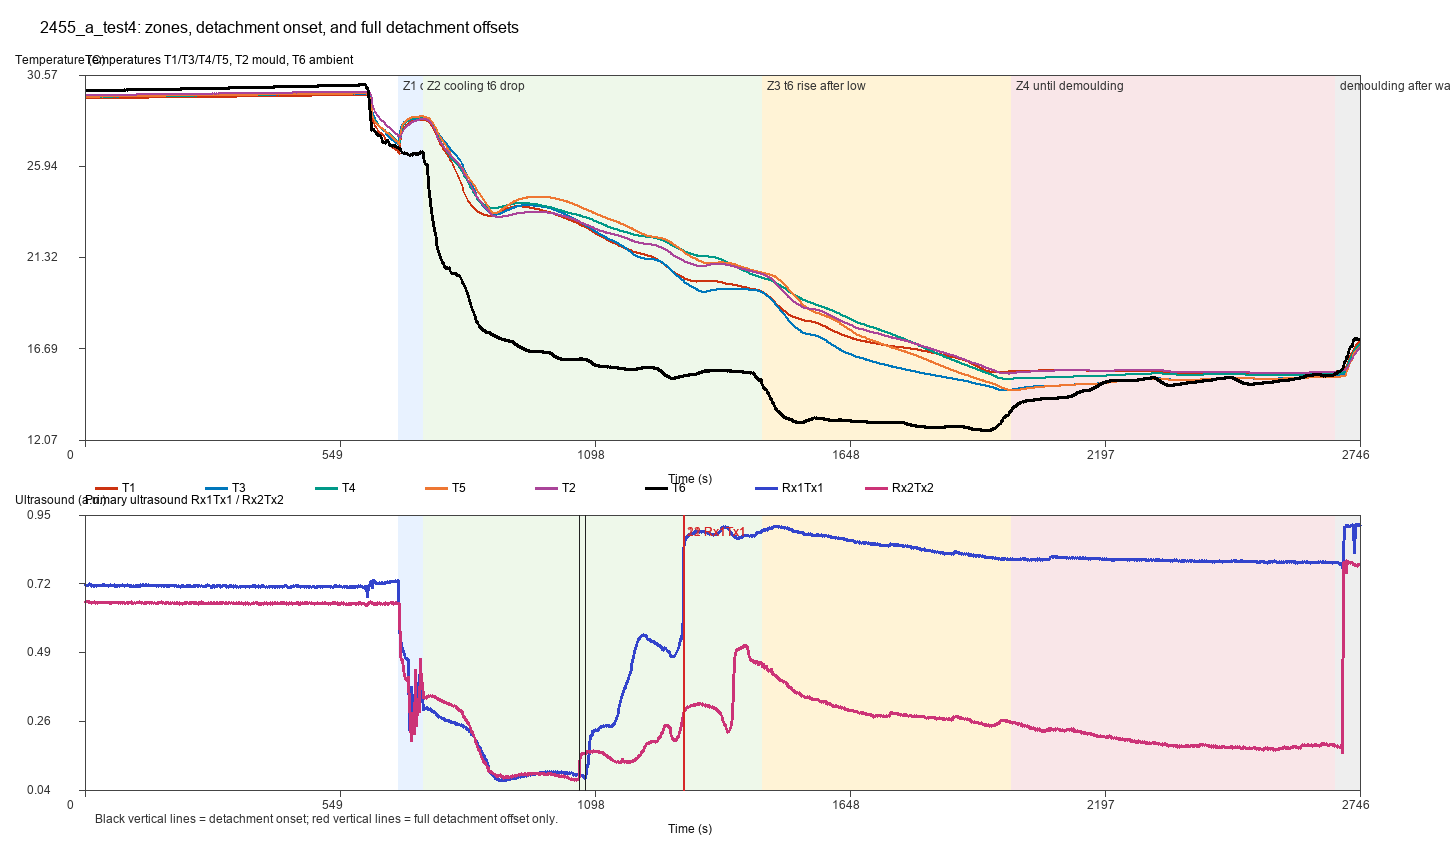 2455_a_test4: zones, detachment onset, and full detachment offsets
Temperatures T1/T3/T4/T5, T2 mould, T6 ambient
30.57
25.94
21.32
16.69
12.07
Z1 c
Z2 cooling t6 drop
Z3 t6 rise after low
Z4 until demoulding
demoulding after wa
0
549
1098
1648
2197
2746
Time (s)
T1
T3
T4
T5
T2
T6
Rx1Tx1
Rx2Tx2
Primary ultrasound Rx1Tx1 / Rx2Tx2
0.95
0.72
0.49
0.26
0.04
Rx1Tx1
0
549
1098
1648
2197
2746
Black vertical lines = detachment onset; red vertical lines = full detachment offset only.
Time (s)